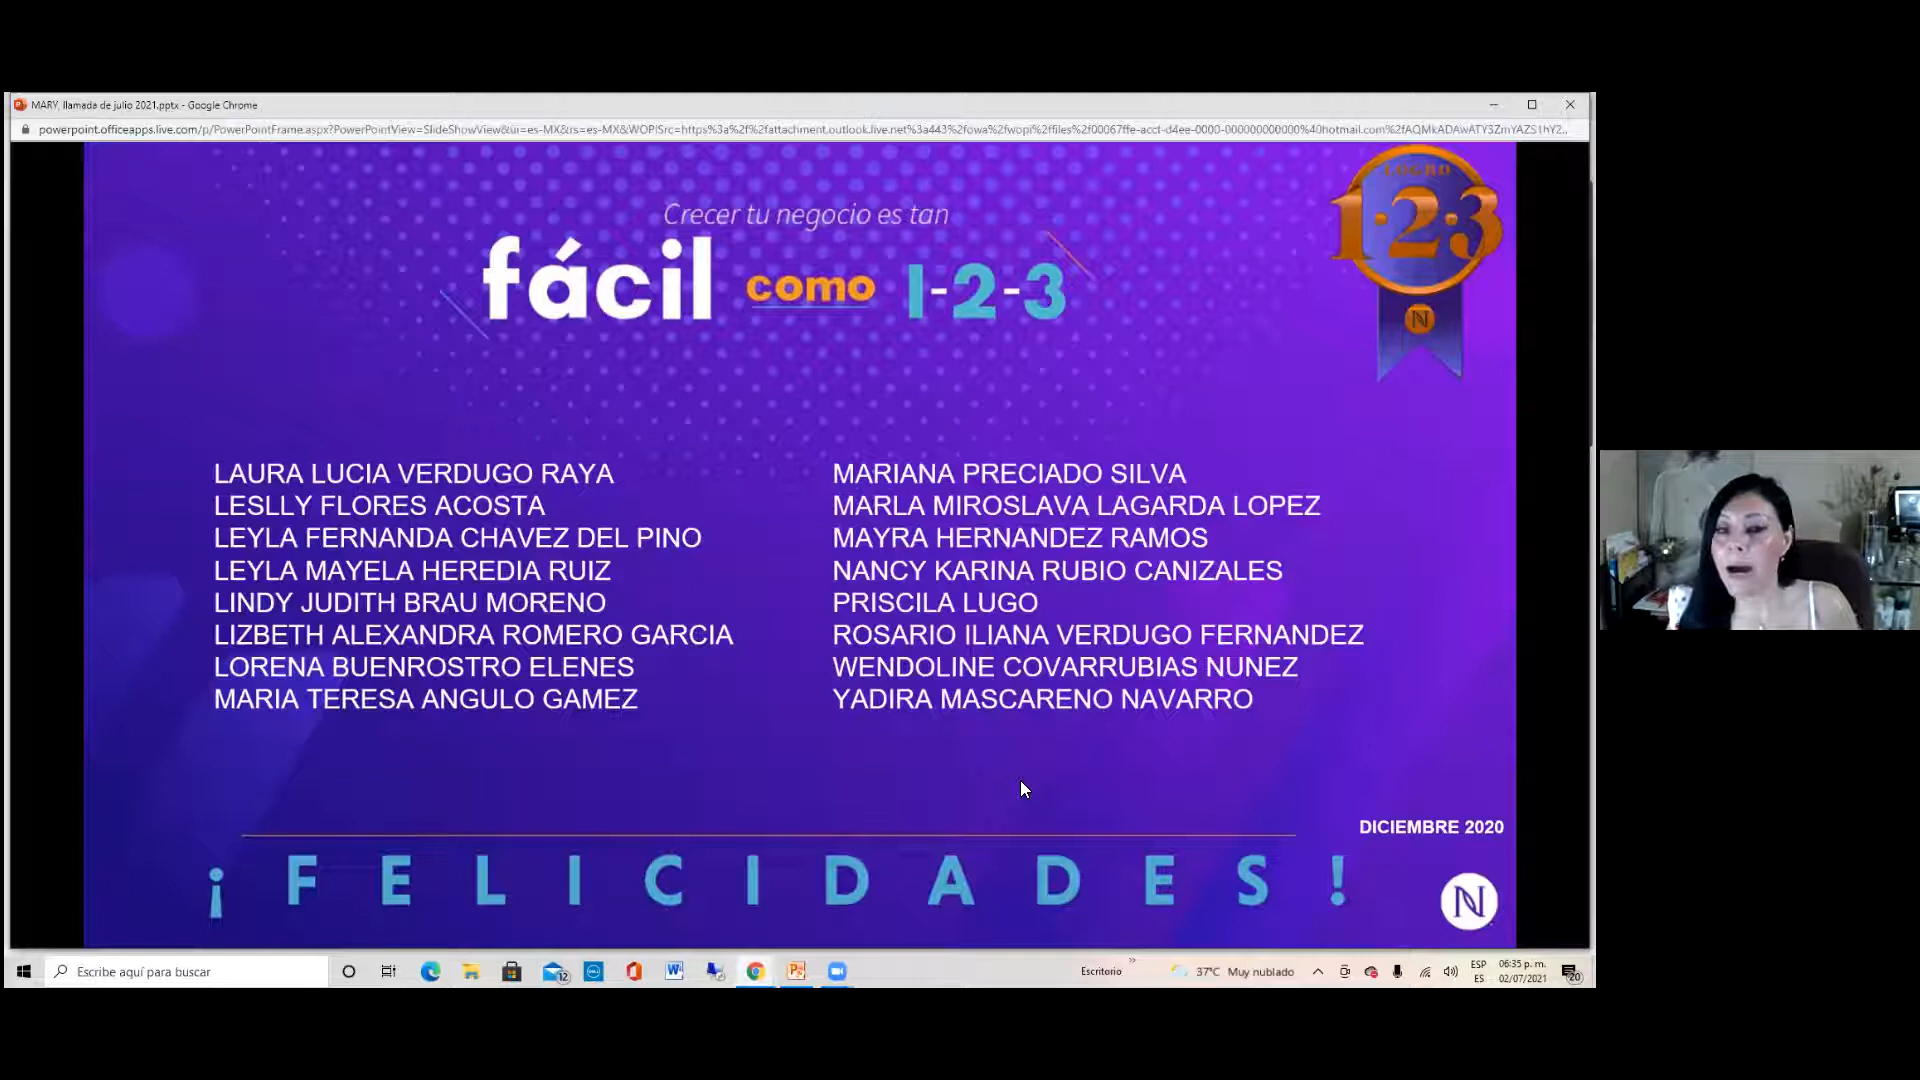 MARY, llamada de julio 2021.pptx - Google Chrome
Crecer tu negocio es tan
fácil como 1-2-3
LOGRO
1·2·3
N
LAURA LUCIA VERDUGO RAYA
LESLLY FLORES ACOSTA
LEYLA FERNANDA CHAVEZ DEL PINO
LEYLA MAYELA HEREDIA RUIZ
LINDY JUDITH BRAU MORENO
LIZBETH ALEXANDRA ROMERO GARCIA
LORENA BUENROSTRO ELENES
MARIA TERESA ANGULO GAMEZ
MARIANA PRECIADO SILVA
MARLA MIROSLAVA LAGARDA LOPEZ
MAYRA HERNANDEZ RAMOS
NANCY KARINA RUBIO CANIZALES
PRISCILA LUGO
ROSARIO ILIANA VERDUGO FERNANDEZ
WENDOLINE COVARRUBIAS NUNEZ
YADIRA MASCARENO NAVARRO
DICIEMBRE 2020
¡FELICIDADES!
N
Escribe aquí para buscar
12
Escritorio
37°C Muy nublado
ESP
ES
06:35 p. m.
02/07/2021
20